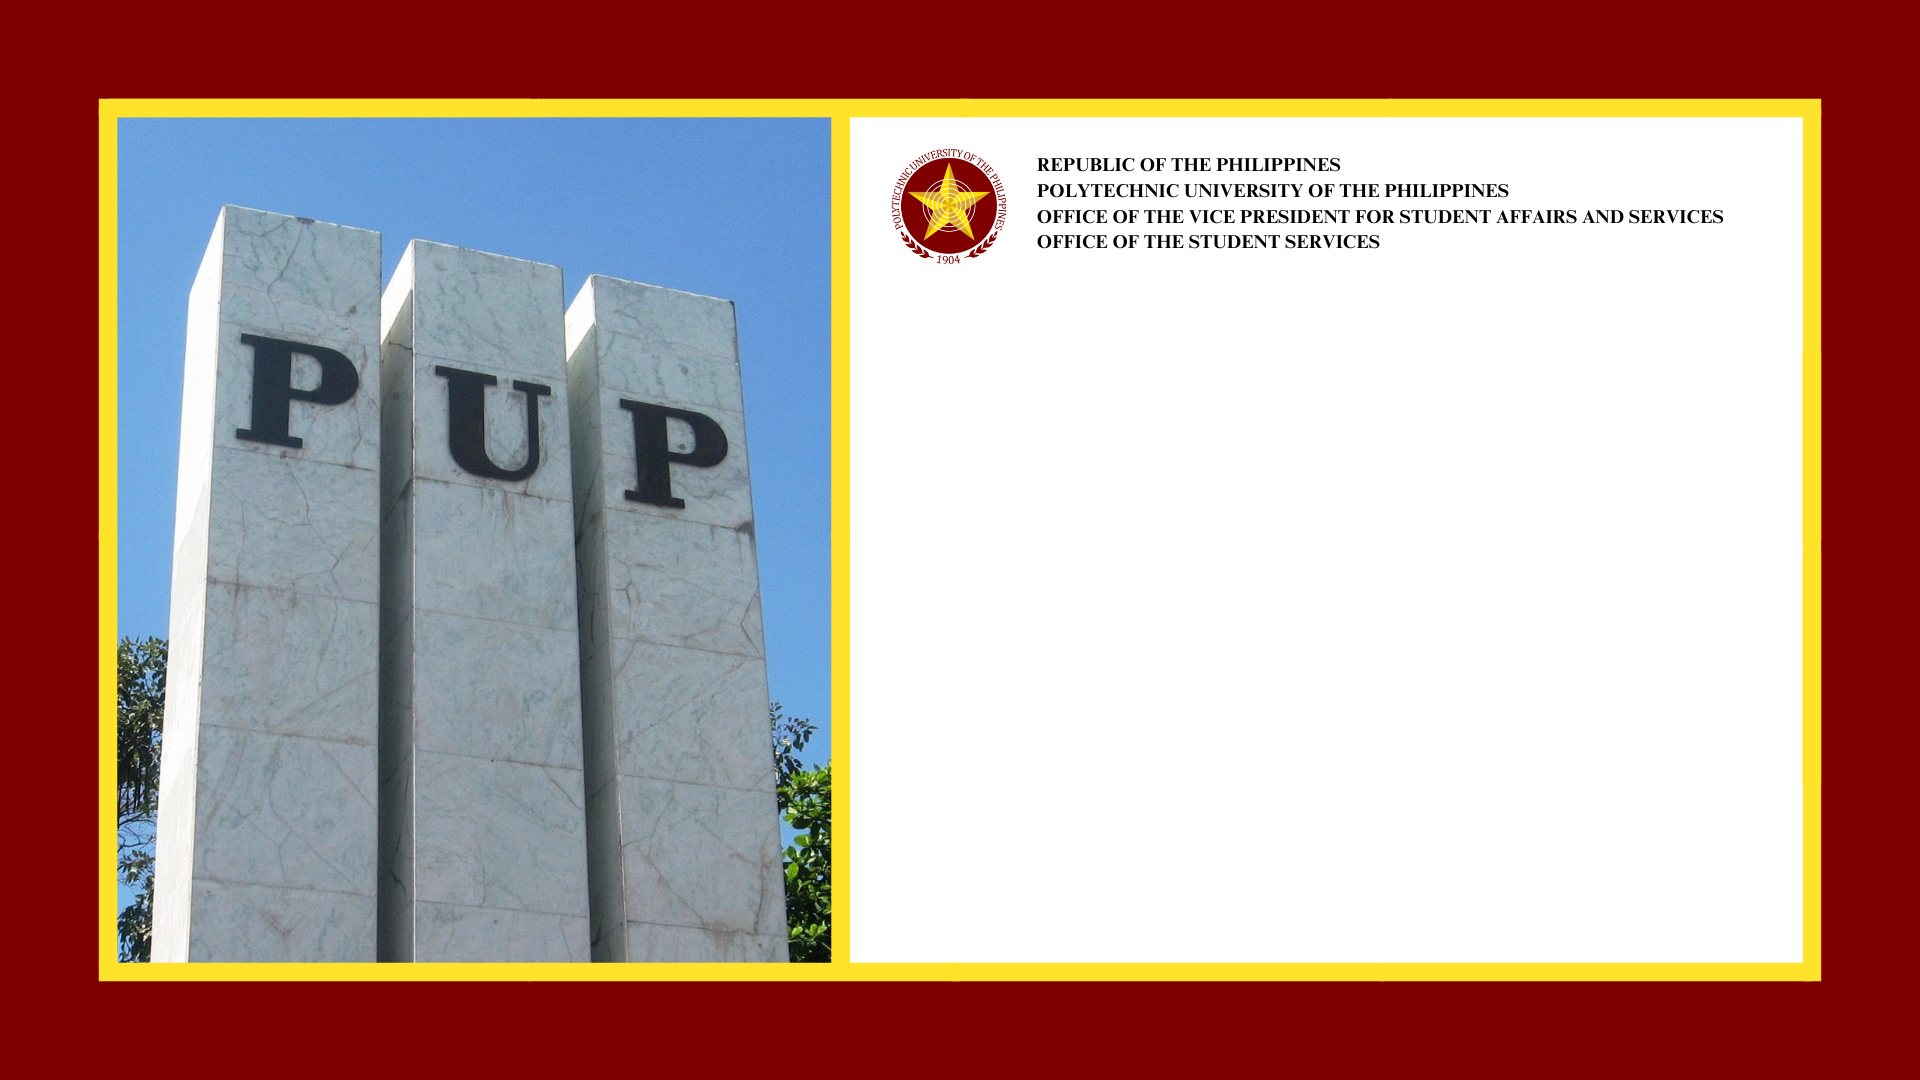 P U P
POLYTECHNIC UNIVERSITY OF THE PHILIPPINES
1904
REPUBLIC OF THE PHILIPPINES
POLYTECHNIC UNIVERSITY OF THE PHILIPPINES
OFFICE OF THE VICE PRESIDENT FOR STUDENT AFFAIRS AND SERVICES
OFFICE OF THE STUDENT SERVICES